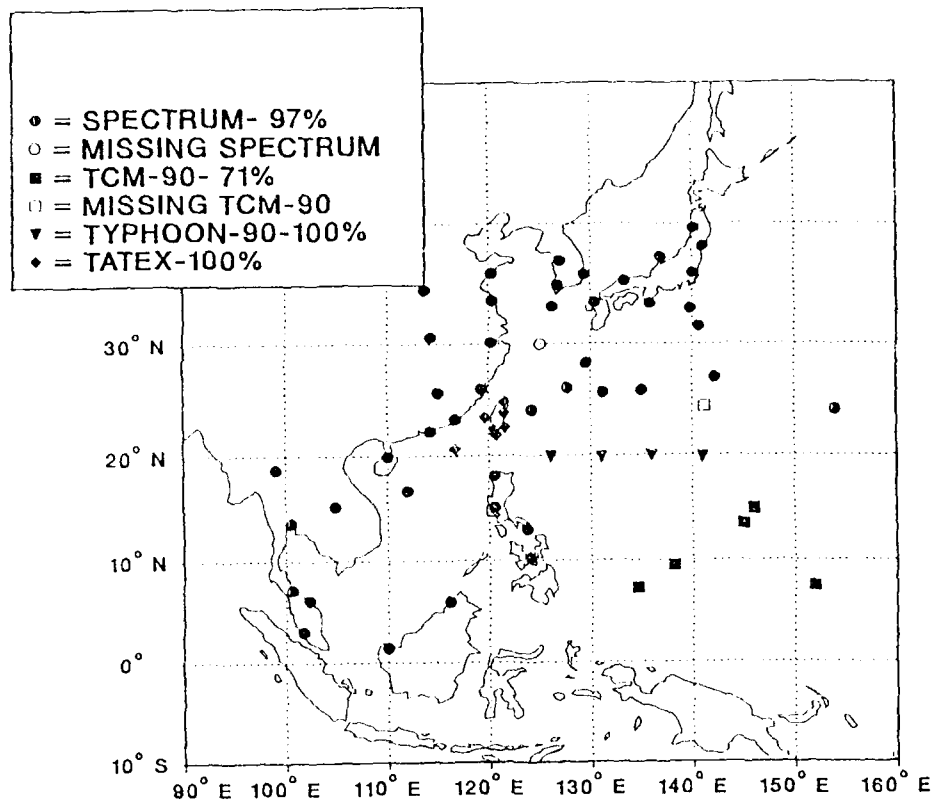 ● = SPECTRUM- 97%
○ = MISSING SPECTRUM
■ = TCM-90- 71%
□ = MISSING TCM-90
▼ = TYPHOON-90-100%
◆ = TATEX-100%
30° N
20° N
10° N
0°
10° S
90° E 100° E 110° E 120° E 130° E 140° E 150° E 160° E